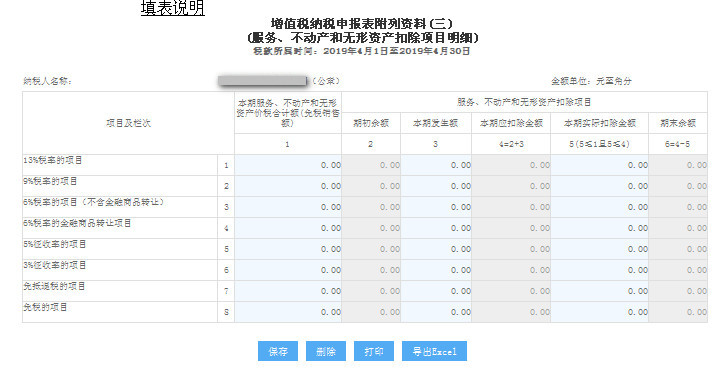 填表说明
增值税纳税申报表附列资料(三)
(服务、不动产和无形资产扣除项目明细)
税款所属时间：2019年4月1日至2019年4月30日
纳税人名称： （公章） 金额单位：元至角分
项目及栏次 本期服务、不动产和无形资产价税合计额(免税销售额) 服务、不动产和无形资产扣除项目
期初余额 本期发生额 本期应扣除金额 本期实际扣除金额 期末余额
1 2 3 4=2+3 5(5≤1且5≤4) 6=4-5
13%税率的项目 1 0.00 0.00 0.00 0.00 0.00 0.00
9%税率的项目 2 0.00 0.00 0.00 0.00 0.00 0.00
6%税率的项目（不含金融商品转让） 3 0.00 0.00 0.00 0.00 0.00 0.00
6%税率的金融商品转让项目 4 0.00 0.00 0.00 0.00 0.00 0.00
5%征收率的项目 5 0.00 0.00 0.00 0.00 0.00 0.00
3%征收率的项目 6 0.00 0.00 0.00 0.00 0.00 0.00
免抵退税的项目 7 0.00 0.00 0.00 0.00 0.00 0.00
免税的项目 8 0.00 0.00 0.00 0.00 0.00 0.00
保存 删除 打印 导出Excel